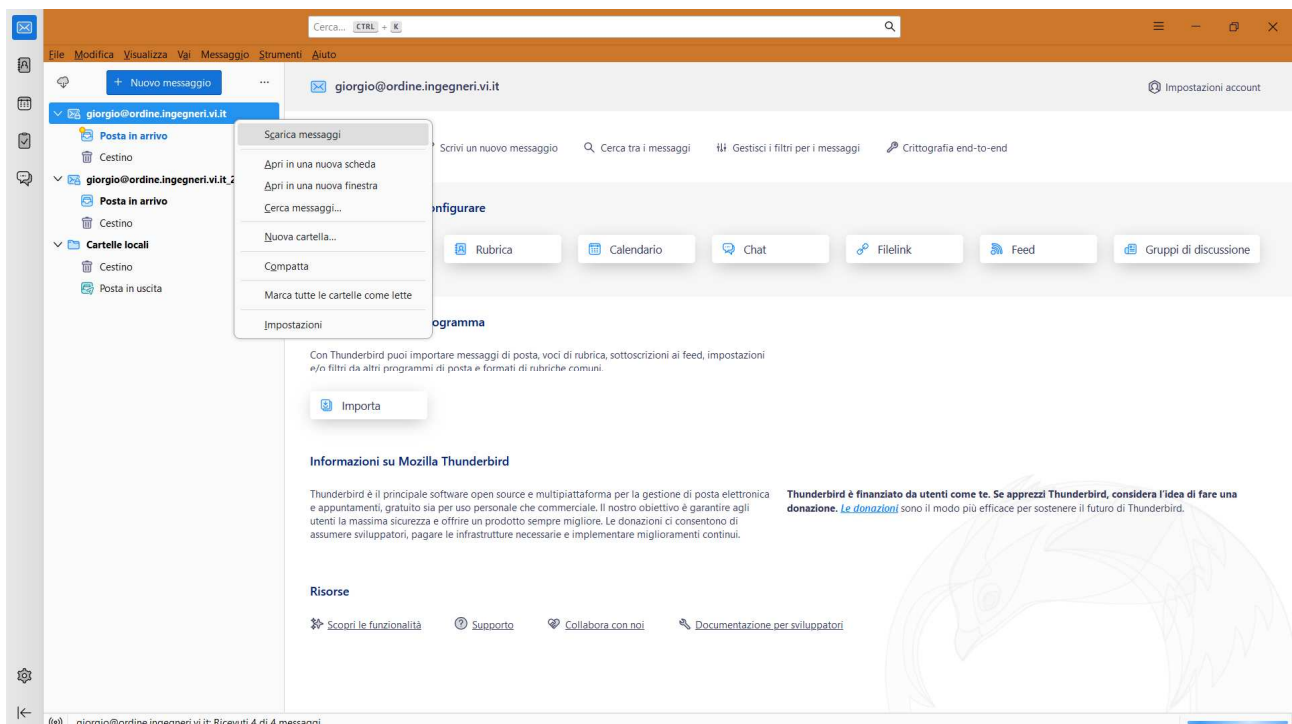 Cerca... CTRL + K
File Modifica Visualizza Vai Messaggio Strumenti Aiuto
+ Nuovo messaggio ...
giorgio@ordine.ingegneri.vi.it
Impostazioni account
giorgio@ordine.ingegneri.vi.it
Posta in arrivo
Cestino
giorgio@ordine.ingegneri.vi.it_2
Posta in arrivo
Cestino
Cartelle locali
Cestino
Posta in uscita
Scarica messaggi
Apri in una nuova scheda
Apri in una nuova finestra
Cerca messaggi...
Nuova cartella...
Compatta
Marca tutte le cartelle come lette
Impostazioni
Scrivi un nuovo messaggio Cerca tra i messaggi Gestisci i filtri per i messaggi Crittografia end-to-end
nfigurare
Rubrica Calendario Chat Filelink Feed Gruppi di discussione
ogramma
Con Thunderbird puoi importare messaggi di posta, voci di rubrica, sottoscrizioni ai feed, impostazioni
e/o filtri da altri programmi di posta e formati di rubriche comuni.
Importa
Informazioni su Mozilla Thunderbird
Thunderbird è il principale software open source e multipiattaforma per la gestione di posta elettronica
e appuntamenti, gratuito sia per uso personale che commerciale. Il nostro obiettivo è garantire agli
utenti la massima sicurezza e offrire un prodotto sempre migliore. Le donazioni ci consentono di
assumere sviluppatori, pagare le infrastrutture necessarie e implementare miglioramenti continui.
Thunderbird è finanziato da utenti come te. Se apprezzi Thunderbird, considera l'idea di fare una
donazione. Le donazioni sono il modo più efficace per sostenere il futuro di Thunderbird.
Risorse
Scopri le funzionalità Supporto Collabora con noi Documentazione per sviluppatori
giorgio@ordine.ingegneri.vi.it: Ricevuti 4 di 4 messaggi